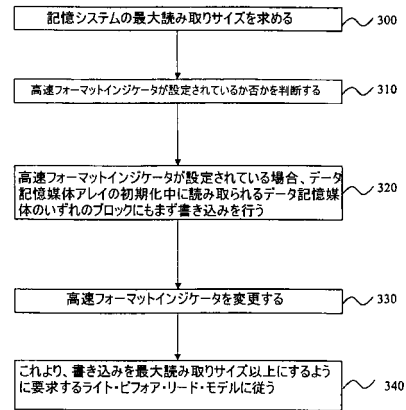 記憶システムの最大読み取りサイズを求める
300
高速フォーマットインジケータが設定されているか否かを判断する
310
高速フォーマットインジケータが設定されている場合、データ
記憶媒体アレイの初期化中に読み取られるデータ記憶媒
体のいずれのブロックにもまず書き込みを行う
320
高速フォーマットインジケータを変更する
330
これより、書き込みを最大読み取りサイズ以上にするよう
に要求するライト・ビフォア・リード・モデルに従う
340